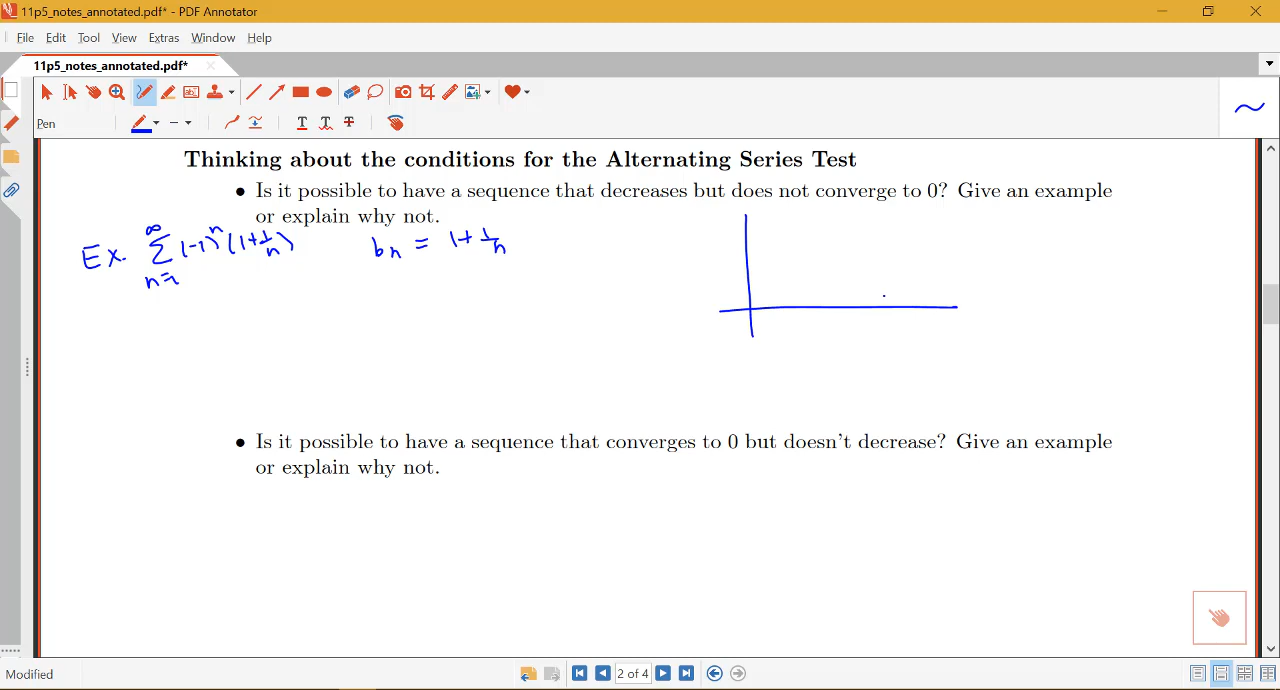 11p5_notes_annotated.pdf* - PDF Annotator
File Edit Tool View Extras Window Help
11p5_notes_annotated.pdf*
Pen
Thinking about the conditions for the Alternating Series Test
• Is it possible to have a sequence that decreases but does not converge to 0? Give an example
or explain why not.
Ex. ∑_{n=1}^{∞} (-1)^n (1+1/n) bn = 1+1/n
• Is it possible to have a sequence that converges to 0 but doesn't decrease? Give an example
or explain why not.
Modified 2 of 4